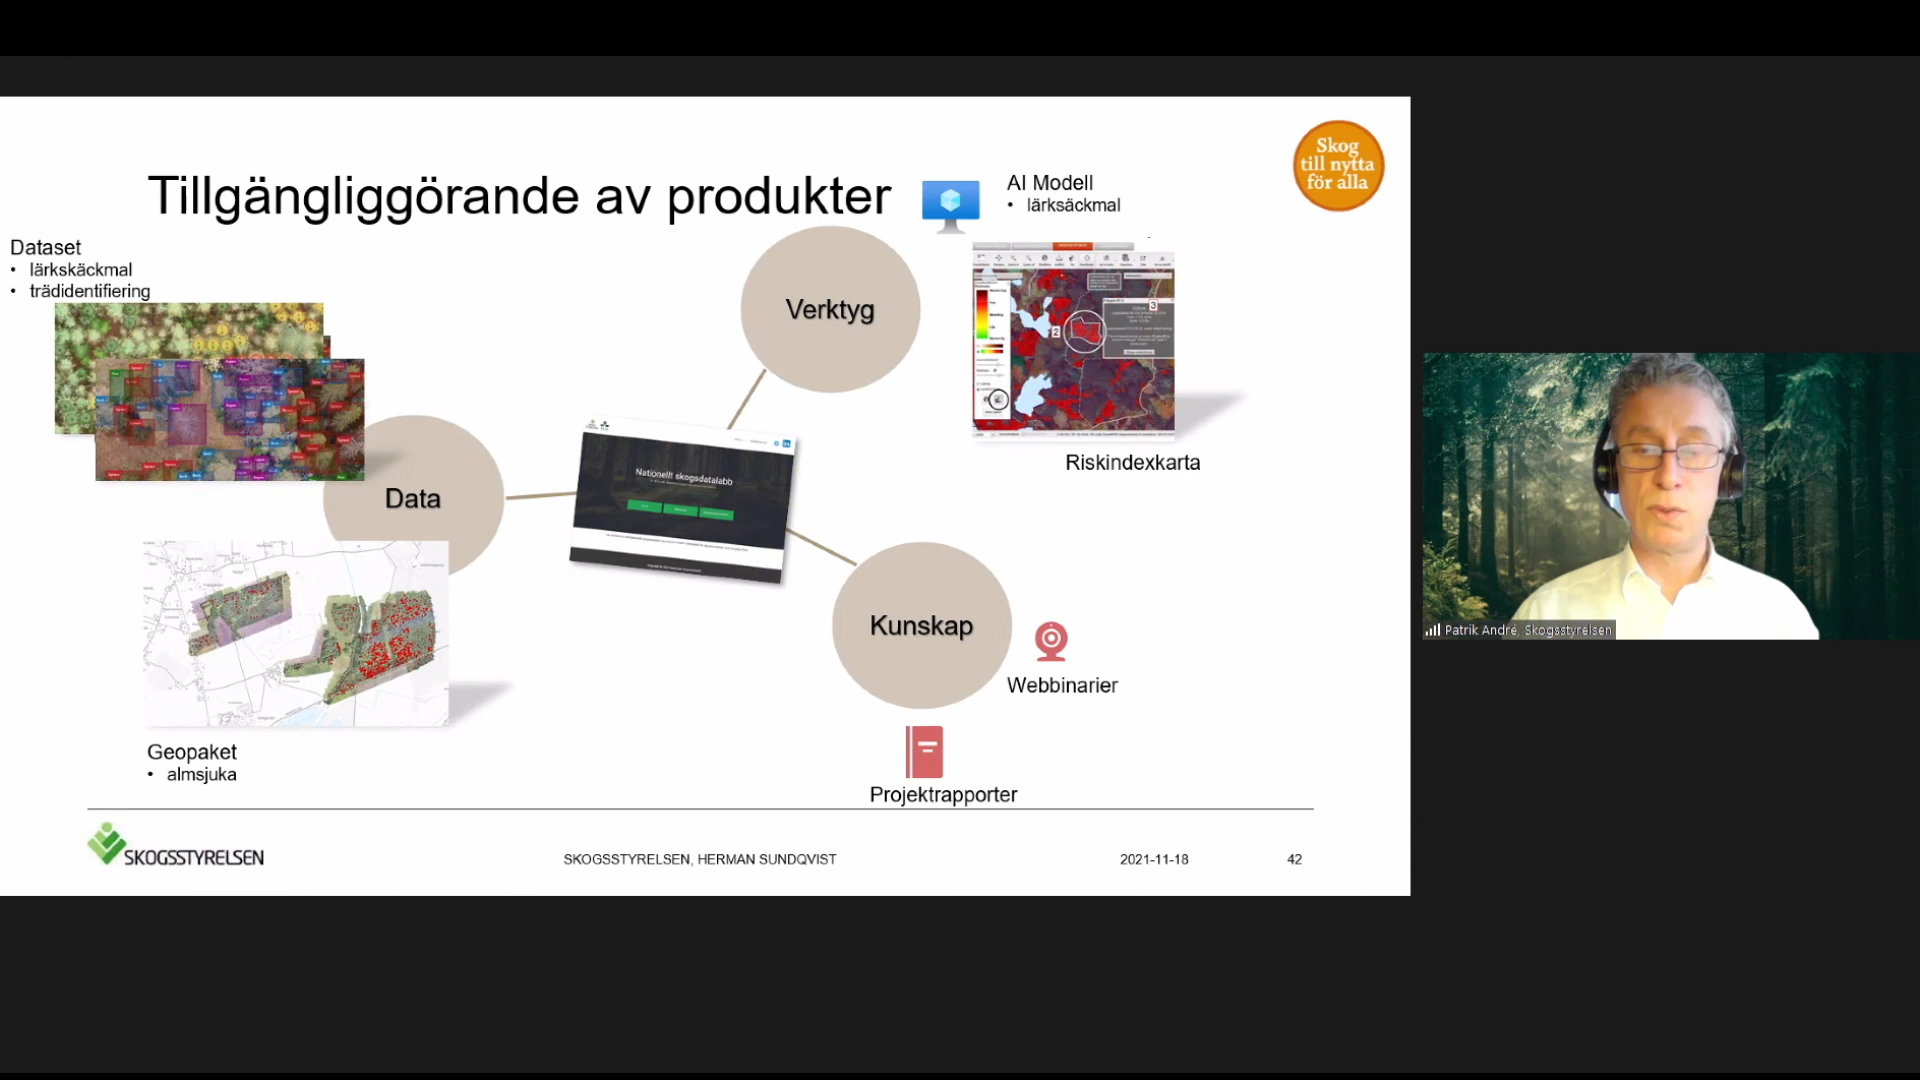 Tillgängliggörande av produkter
Skog
till nytta
för alla
AI Modell
• lärksäckmal
Dataset
• lärkskäckmal
• trädidentifiering
Verktyg
Riskindexkarta
Data
Nationellt skogsdatalabb
Kunskap
Webbinarier
Geopaket
• almsjuka
Projektrapporter
SKOGSSTYRELSEN
SKOGSSTYRELSEN, HERMAN SUNDQVIST
2021-11-18
42
Patrik André, Skogsstyrelsen